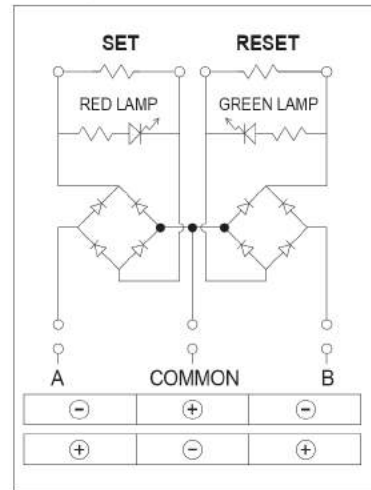 SET RESET
RED LAMP GREEN LAMP
A COMMON B
⊖ ⊕ ⊖
⊕ ⊖ ⊕